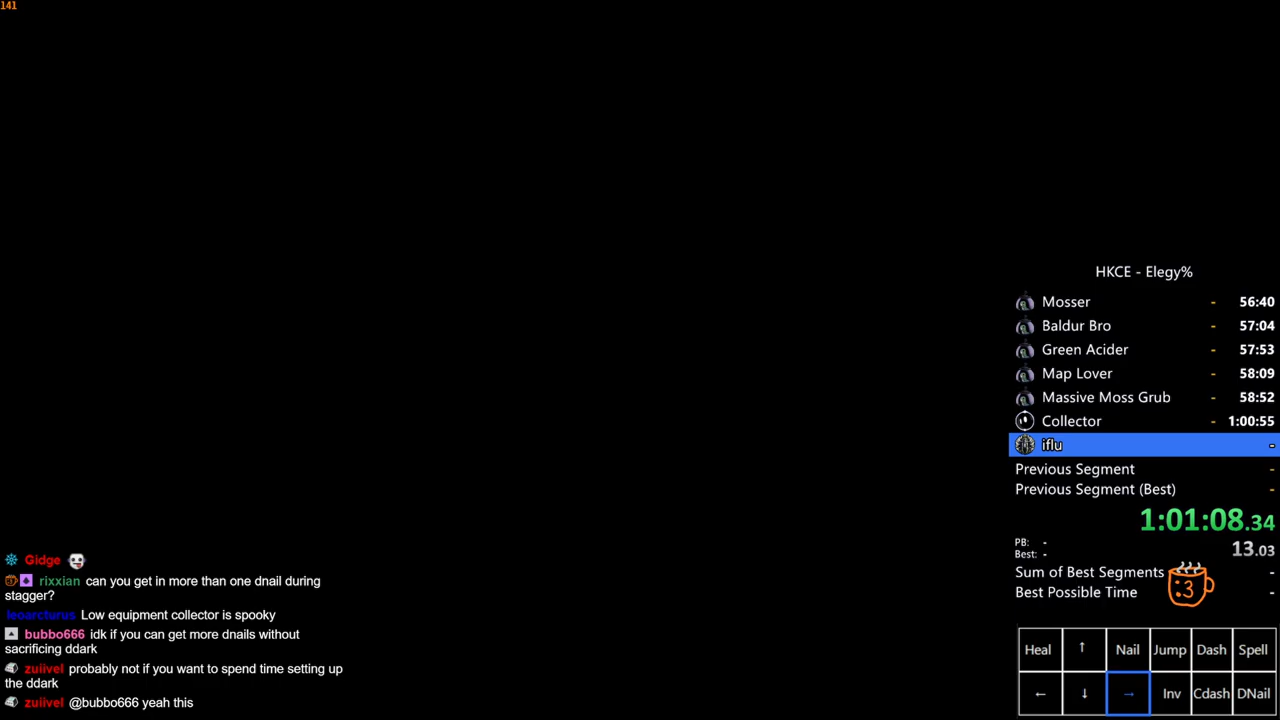 141
HKCE - Elegy%
Mosser - 56:40
Baldur Bro - 57:04
Green Acider - 57:53
Map Lover - 58:09
Massive Moss Grub - 58:52
Collector - 1:00:55
iflu -
Previous Segment -
Previous Segment (Best) -
1:01:08.34
PB: -
Best: -
13.03
Sum of Best Segments -
Best Possible Time -
:3
Heal ↑ Nail Jump Dash Spell
← ↓ → Inv Cdash DNail
Gidge
rixxian can you get in more than one dnail during
stagger?
leoarcturus Low equipment collector is spooky
bubbo666 idk if you can get more dnails without
sacrificing ddark
zuiivel probably not if you want to spend time setting up
the ddark
zuiivel @bubbo666 yeah this